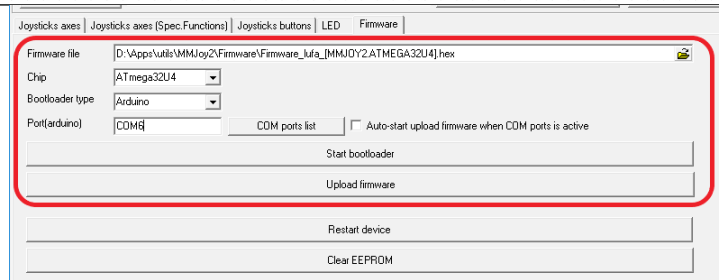 Joysticks axes Joysticks axes (Spec.Functions) Joysticks buttons LED Firmware
Firmware file D:\Apps\utils\MMJoy2\Firmware\Firmware_lufa_[MMJOY2.ATMEGA32U4].hex
Chip ATmega32U4
Bootloader type Arduino
Port(arduino) COM6 COM ports list Auto-start upload firmware when COM ports is active
Start bootloader
Upload firmware
Restart device
Clear EEPROM